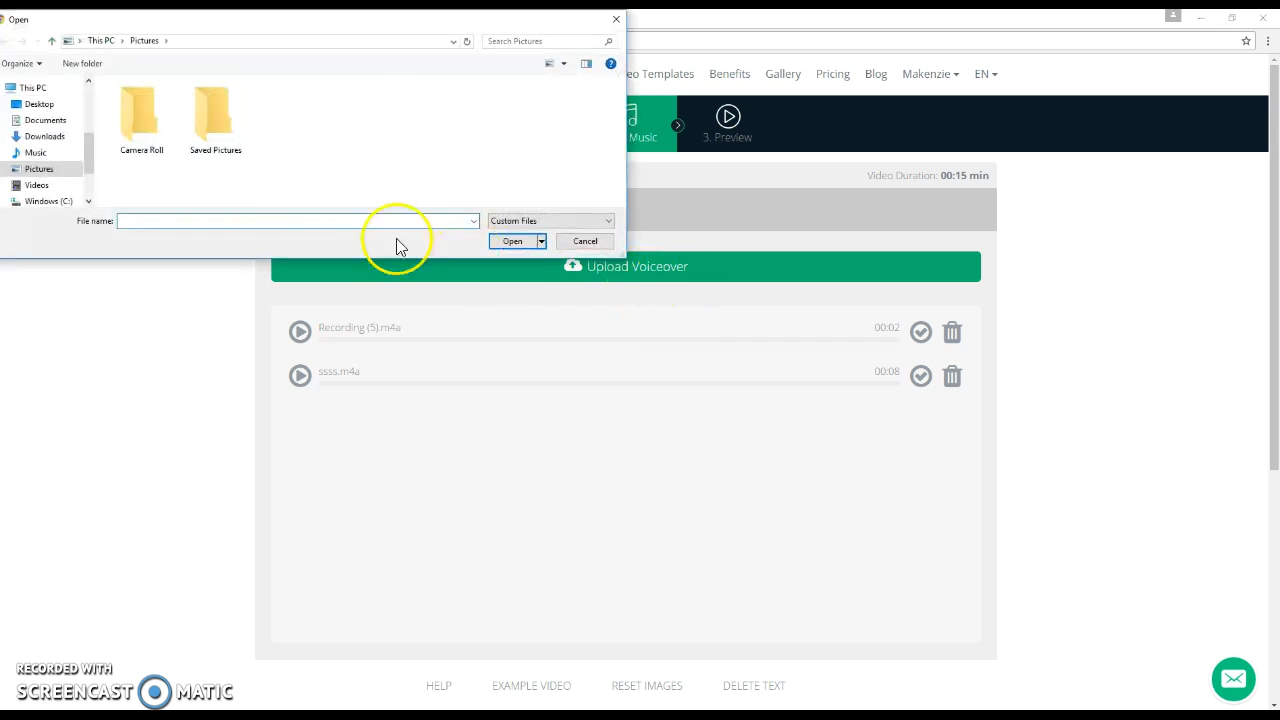 Open
This PC
Pictures
Search Pictures
Organize
New folder
This PC
Desktop
Documents
Downloads
Music
Pictures
Videos
Windows (C:)
Camera Roll
Saved Pictures
File name:
Custom Files
Open
Cancel
Templates
Benefits
Gallery
Pricing
Blog
Makenzie
EN
Music
3. Preview
Video Duration: 00:15 min
Upload Voiceover
Recording (5).m4a
00:02
ssss.m4a
00:08
HELP
EXAMPLE VIDEO
RESET IMAGES
DELETE TEXT
RECORDED WITH
SCREENCAST MATIC